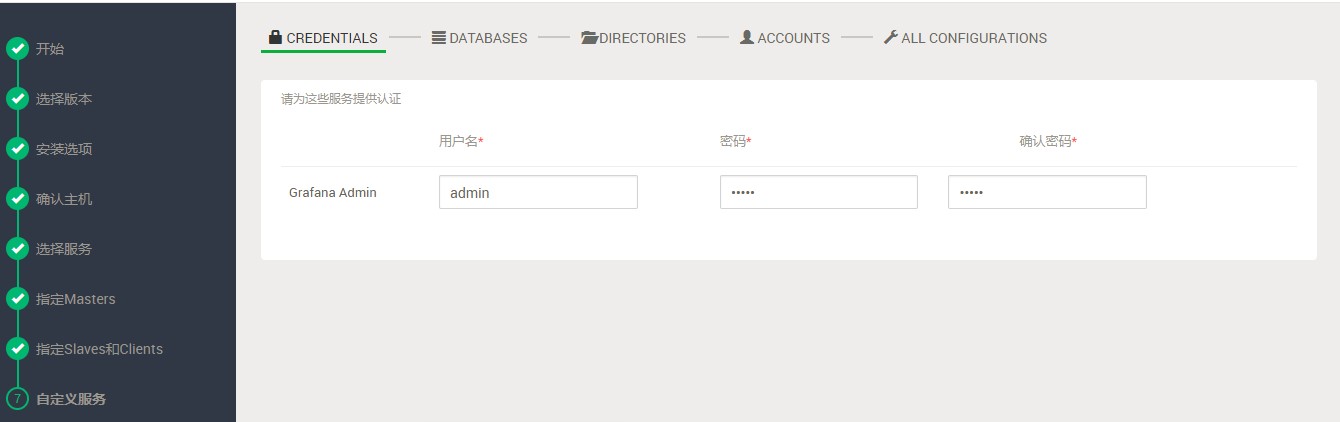 开始
选择版本
安装选项
确认主机
选择服务
指定Masters
指定Slaves和Clients
7 自定义服务
CREDENTIALS DATABASES DIRECTORIES ACCOUNTS ALL CONFIGURATIONS
请为这些服务提供认证
用户名* 密码* 确认密码*
Grafana Admin admin ••••• •••••